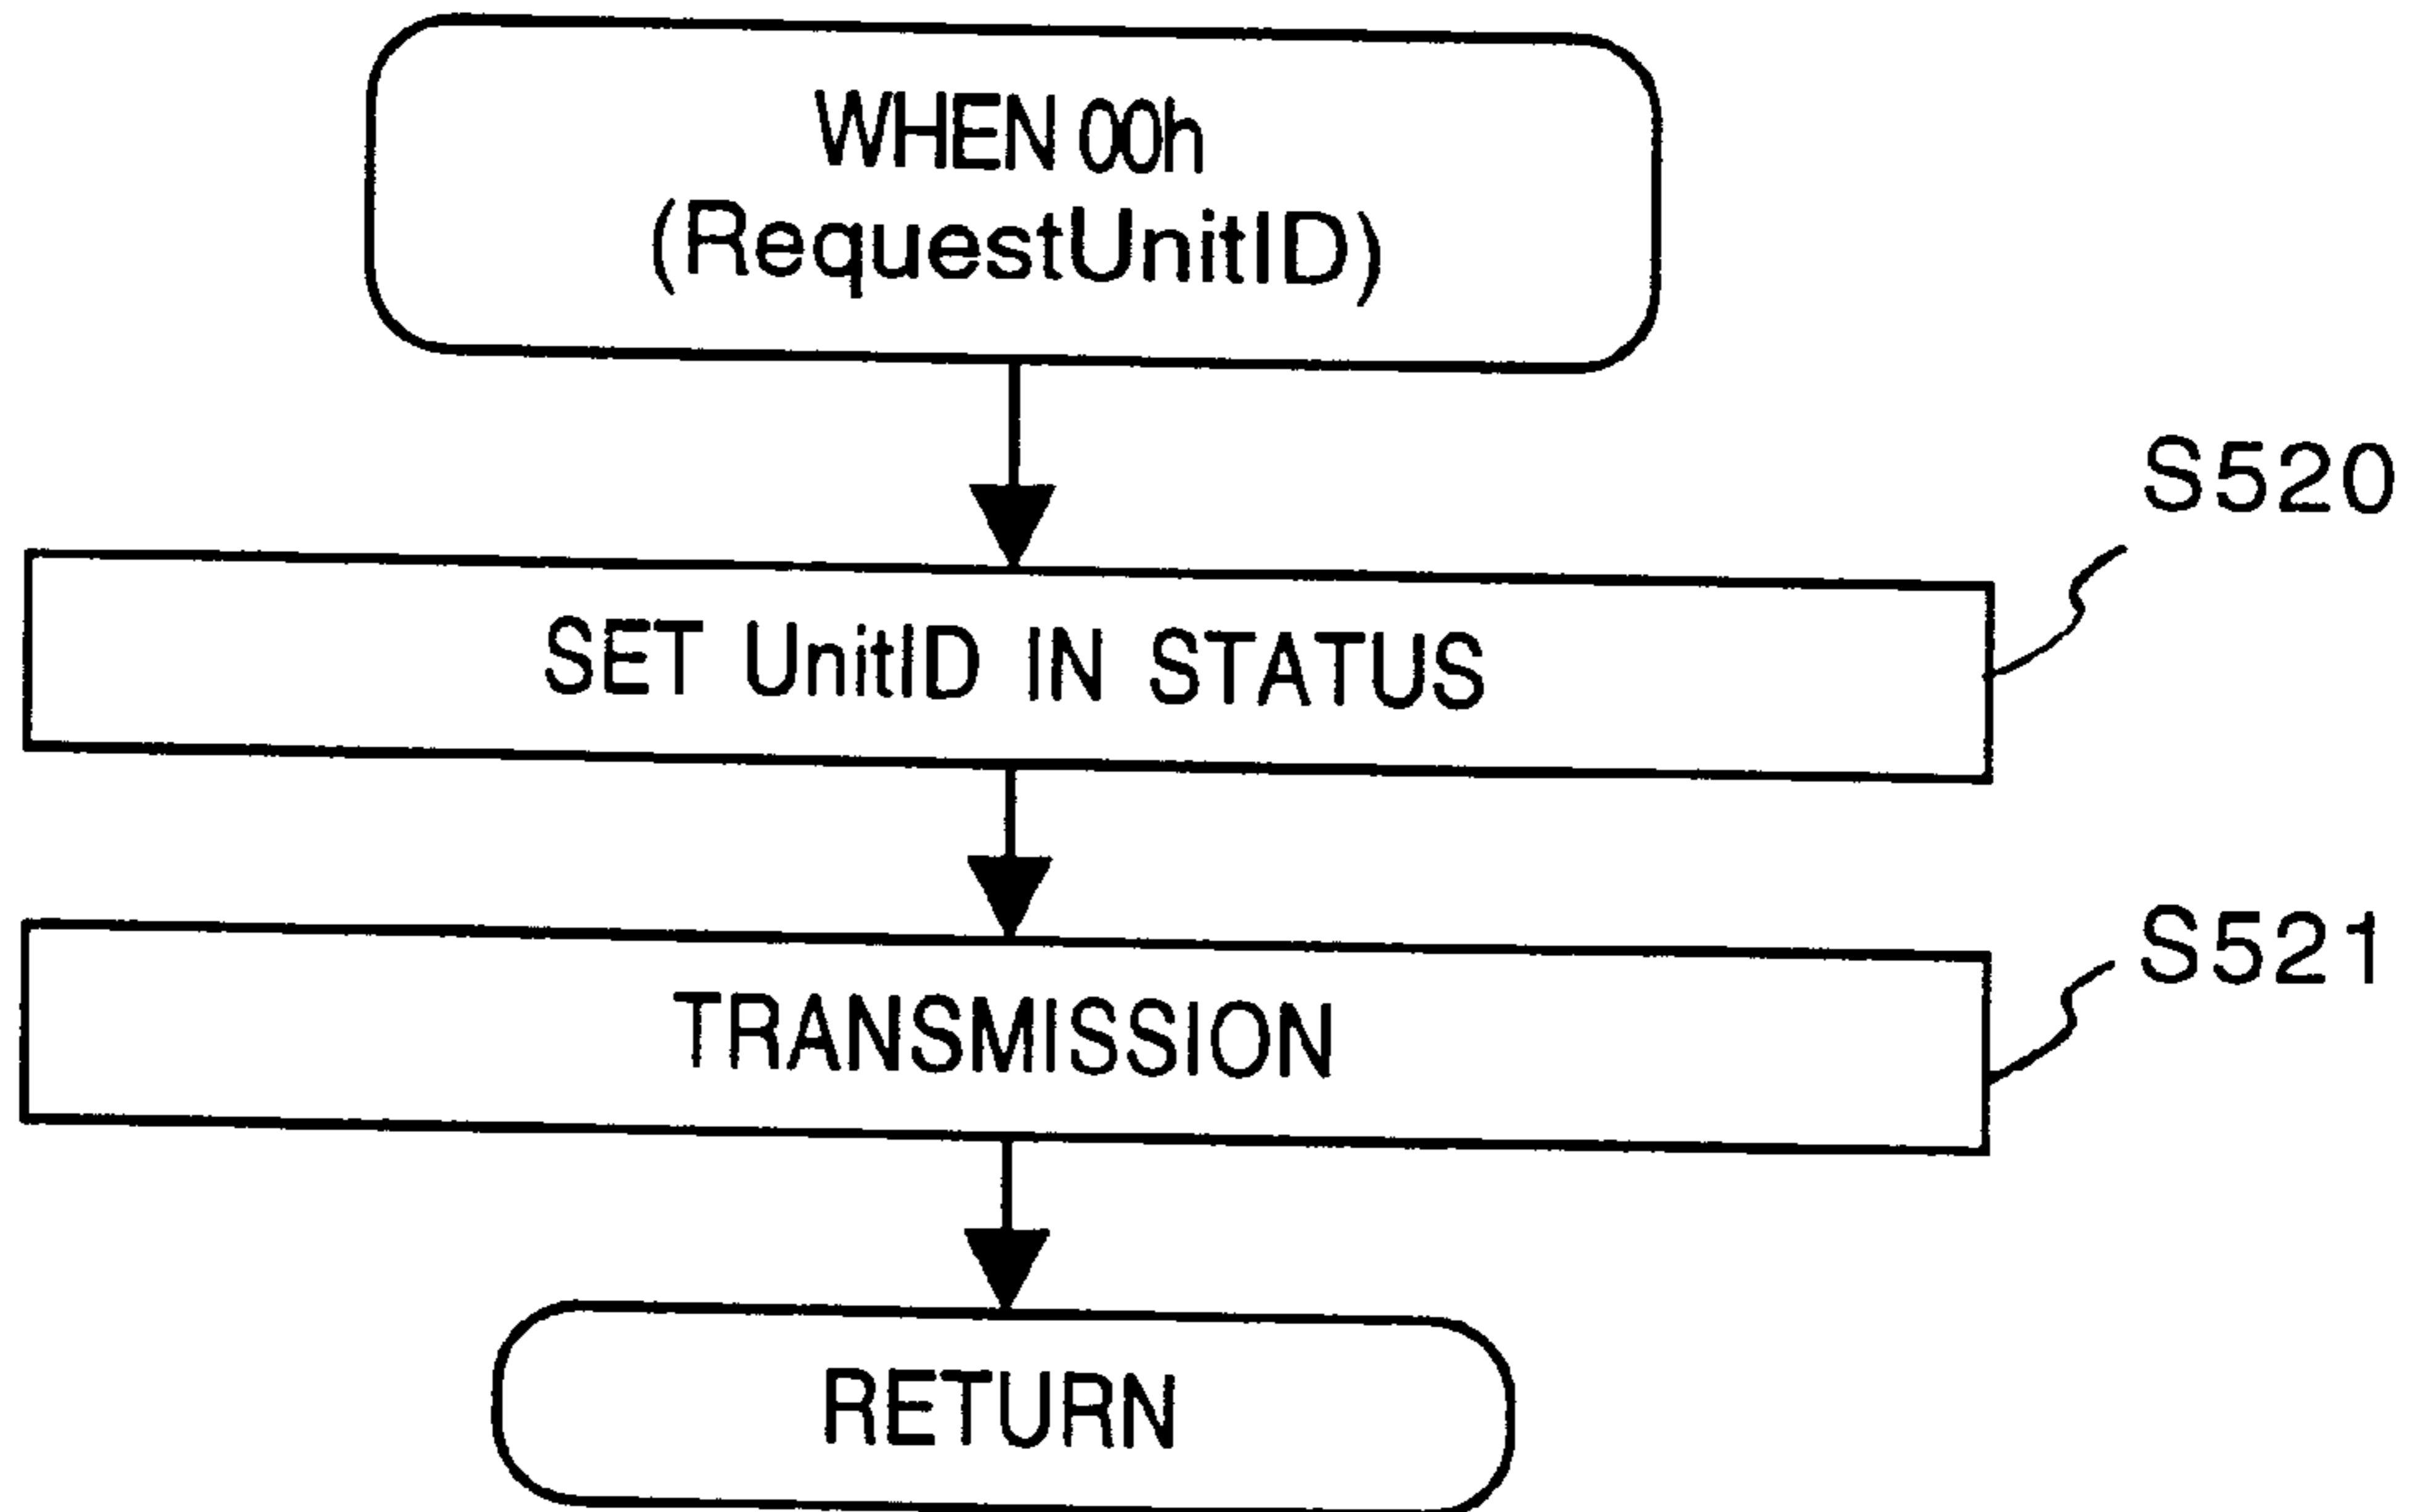 WHEN 00h
(RequestUnitID)
S520
SET UnitID IN STATUS
S521
TRANSMISSION
RETURN